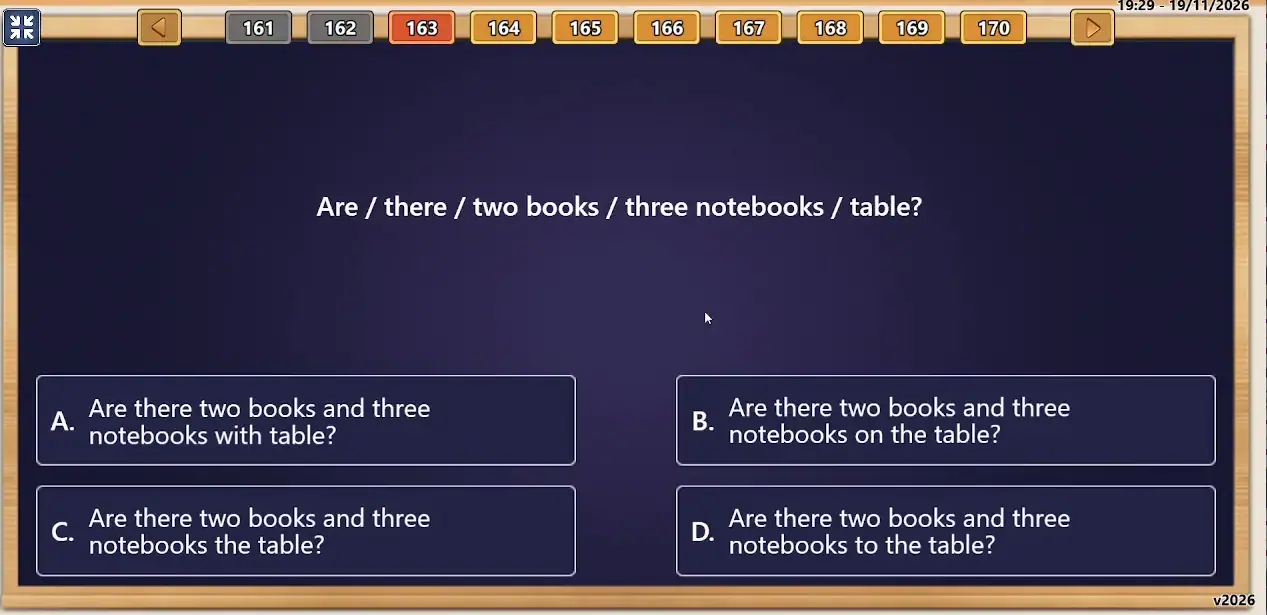 19:29 - 19/11/2026
161 162 163 164 165 166 167 168 169 170
Are / there / two books / three notebooks / table?
A. Are there two books and three
notebooks with table?
B. Are there two books and three
notebooks on the table?
C. Are there two books and three
notebooks the table?
D. Are there two books and three
notebooks to the table?
v2026